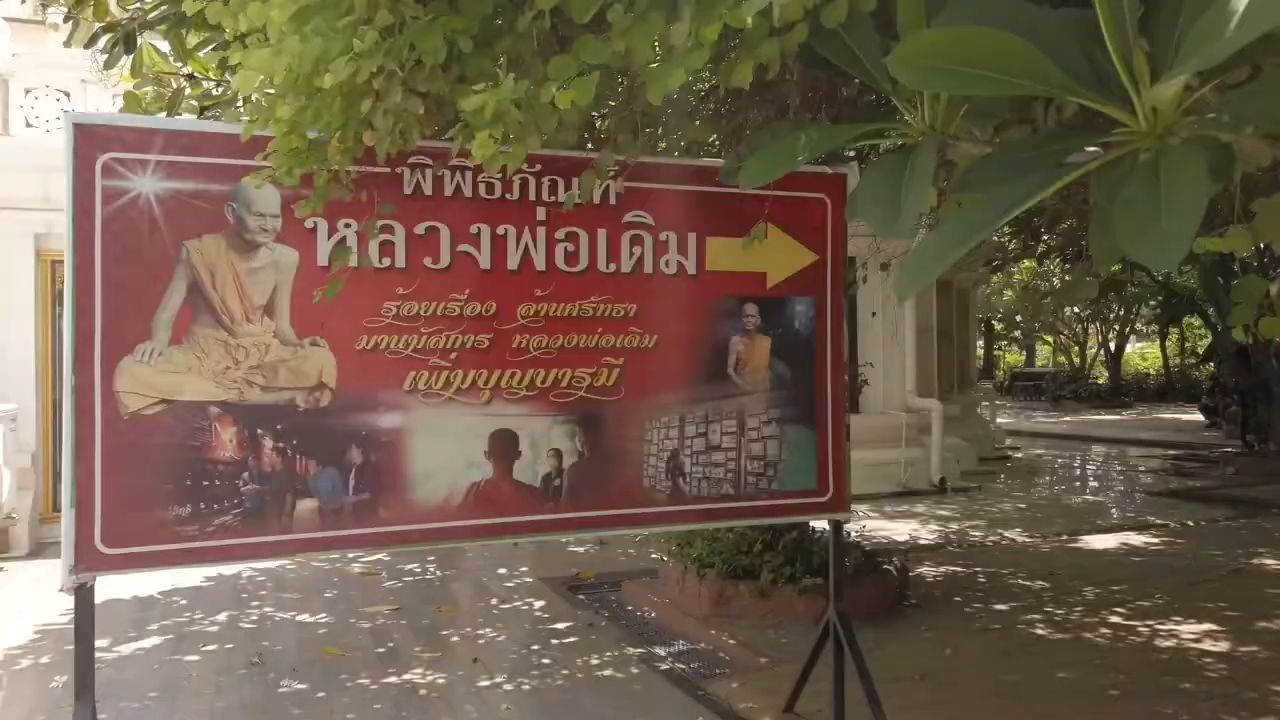 พิพิธภัณฑ์
หลวงพ่อเดิม
ร้อยเรื่อง ล้านศรัทธา
มานมัสการ หลวงพ่อเดิม
เพิ่มบุญบารมี